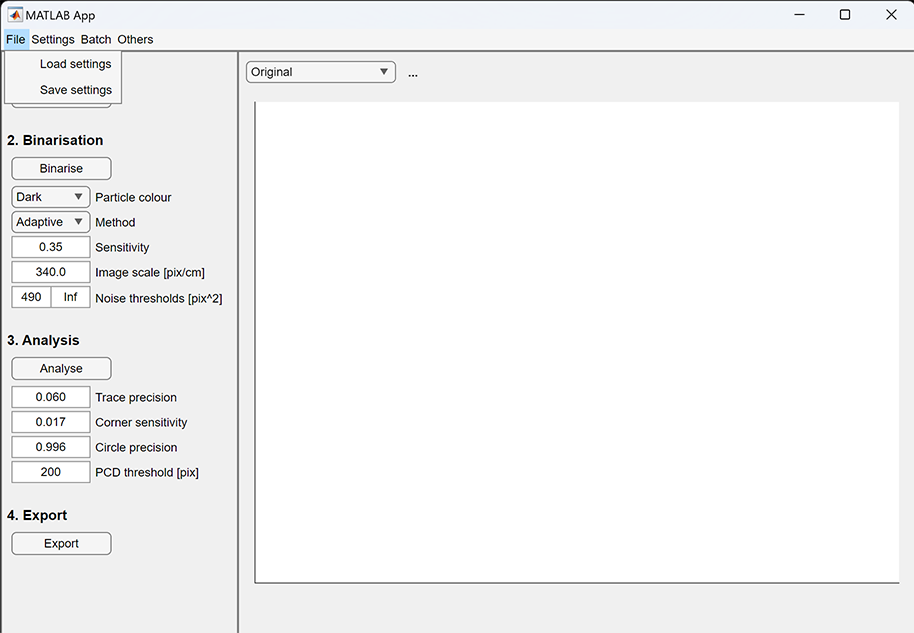 MATLAB App
File Settings Batch Others
Load settings
Save settings
Original
...
2. Binarisation
Binarise
Dark Particle colour
Adaptive Method
0.35 Sensitivity
340.0 Image scale [pix/cm]
490 Inf Noise thresholds [pix^2]
3. Analysis
Analyse
0.060 Trace precision
0.017 Corner sensitivity
0.996 Circle precision
200 PCD threshold [pix]
4. Export
Export